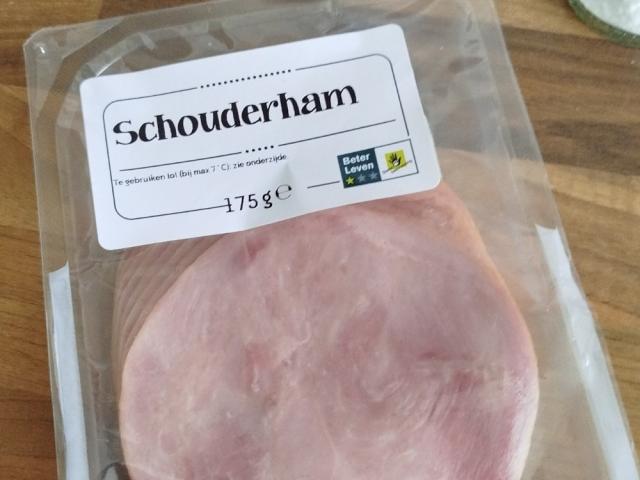 Schouderham
Te gebruiken tot (bij max 7°C): zie onderzijde
175g℮
Beter
Leven